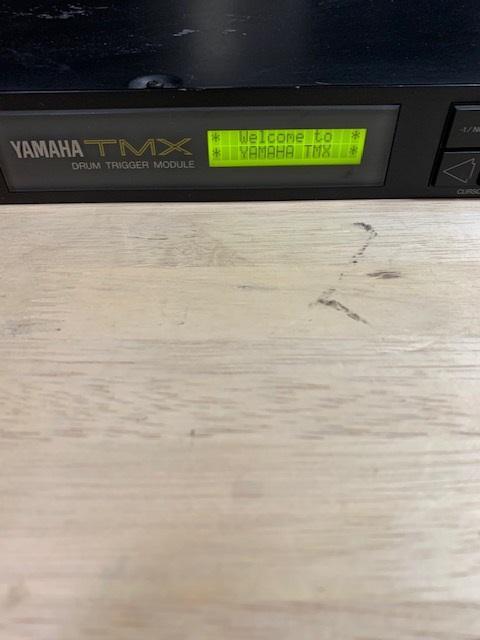 YAMAHA TMX
DRUM TRIGGER MODULE
* Welcome to *
* YAMAHA TMX *